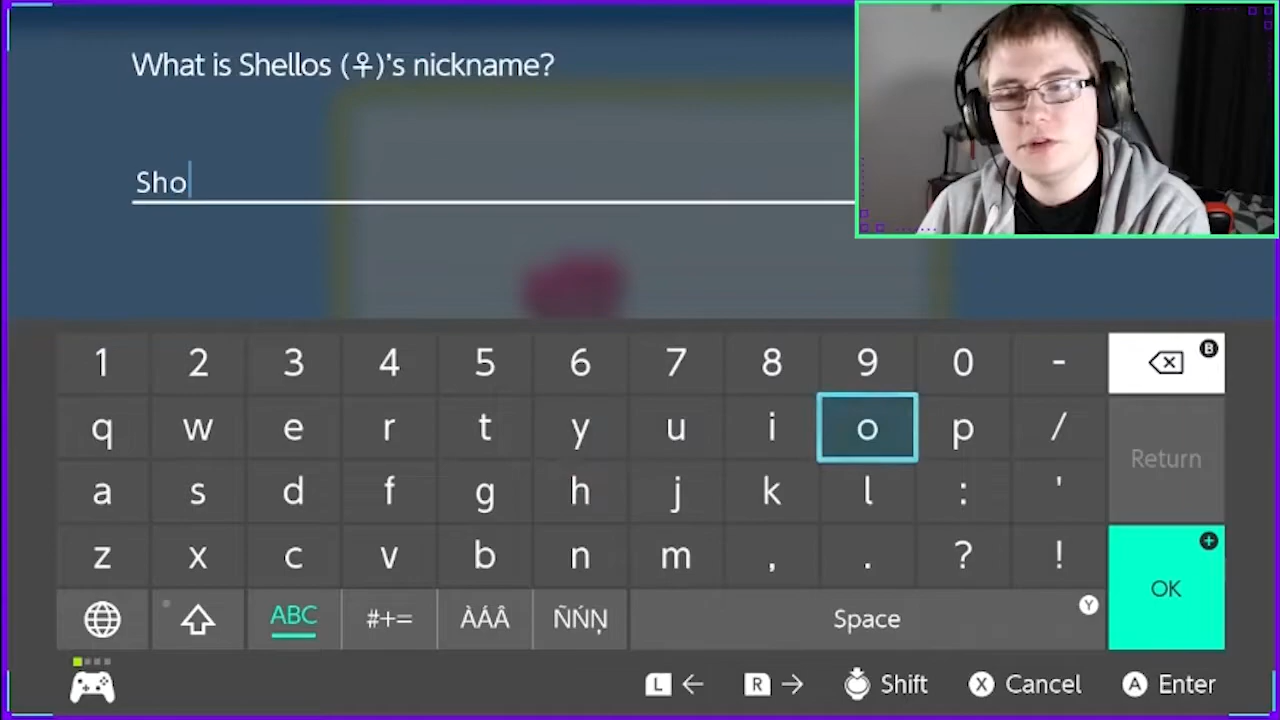 What is Shellos (♀)'s nickname?
Sho
1 2 3 4 5 6 7 8 9 0 - B
q w e r t y u i o p /
Return
a s d f g h j k l : '
z x c v b n m , . ? ! +
OK
ABC #+= ÀÁÂ ÑŃŅ Space Y
L ← R → Shift X Cancel A Enter